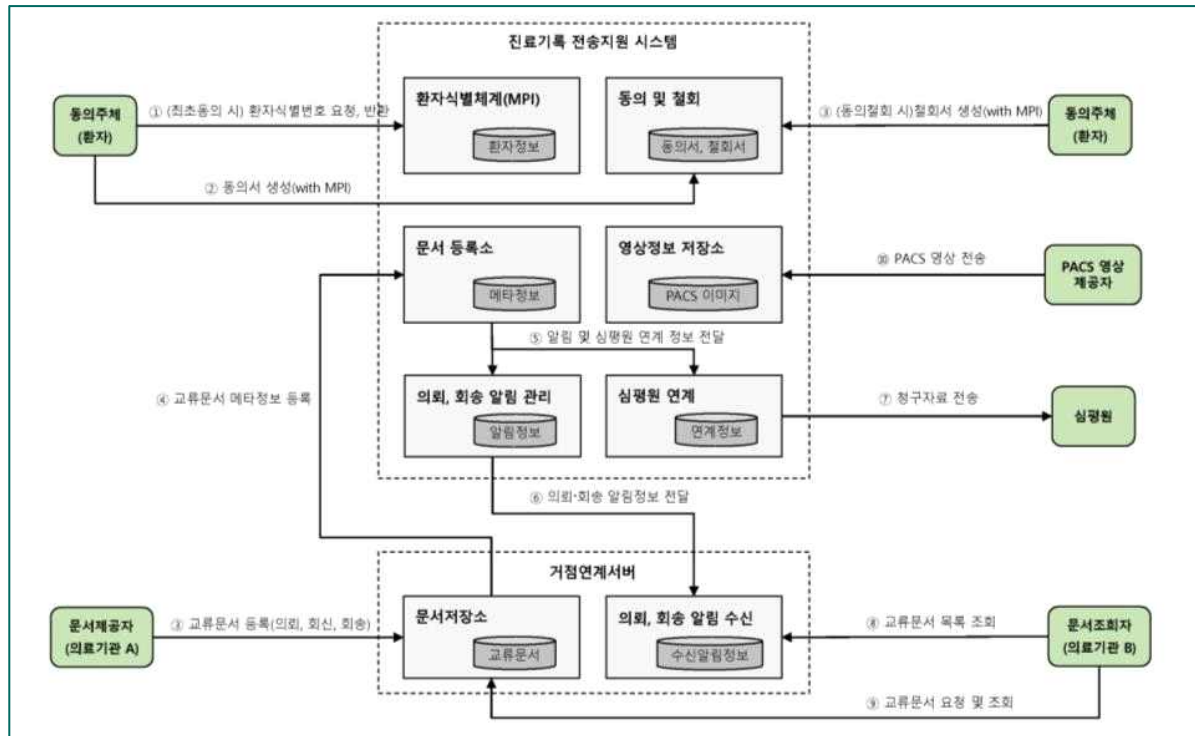 진료기록 전송지원 시스템
동의주체
(환자)
① (최초동의 시) 환자식별번호 요청, 반환
환자식별체계(MPI)
환자정보
동의 및 철회
동의서, 철회서
③ (동의철회 시)철회서 생성(with MPI)
동의주체
(환자)
② 동의서 생성(with MPI)
문서 등록소
메타정보
영상정보 저장소
PACS 이미지
⑩ PACS 영상 전송
PACS 영상
제공자
⑤ 알림 및 심평원 연계 정보 전달
④ 교류문서 메타정보 등록
의뢰, 회송 알림 관리
알림정보
심평원 연계
연계정보
⑦ 청구자료 전송
심평원
⑥ 의뢰·회송 알림정보 전달
거점연계서버
문서제공자
(의료기관 A)
③ 교류문서 등록(의뢰, 회신, 회송)
문서저장소
교류문서
의뢰, 회송 알림 수신
수신알림정보
⑧ 교류문서 목록 조회
문서조회자
(의료기관 B)
⑨ 교류문서 요청 및 조회